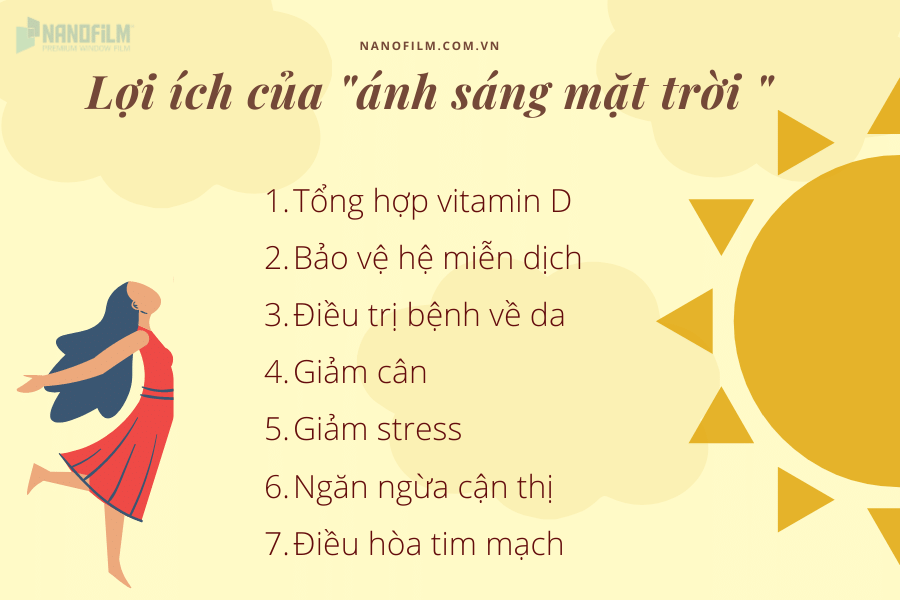 NANOFILM
PREMIUM WINDOW FILM
NANOFILM.COM.VN
Lợi ích của "ánh sáng mặt trời "
1.Tổng hợp vitamin D
2.Bảo vệ hệ miễn dịch
3.Điều trị bệnh về da
4.Giảm cân
5.Giảm stress
6.Ngăn ngừa cận thị
7.Điều hòa tim mạch